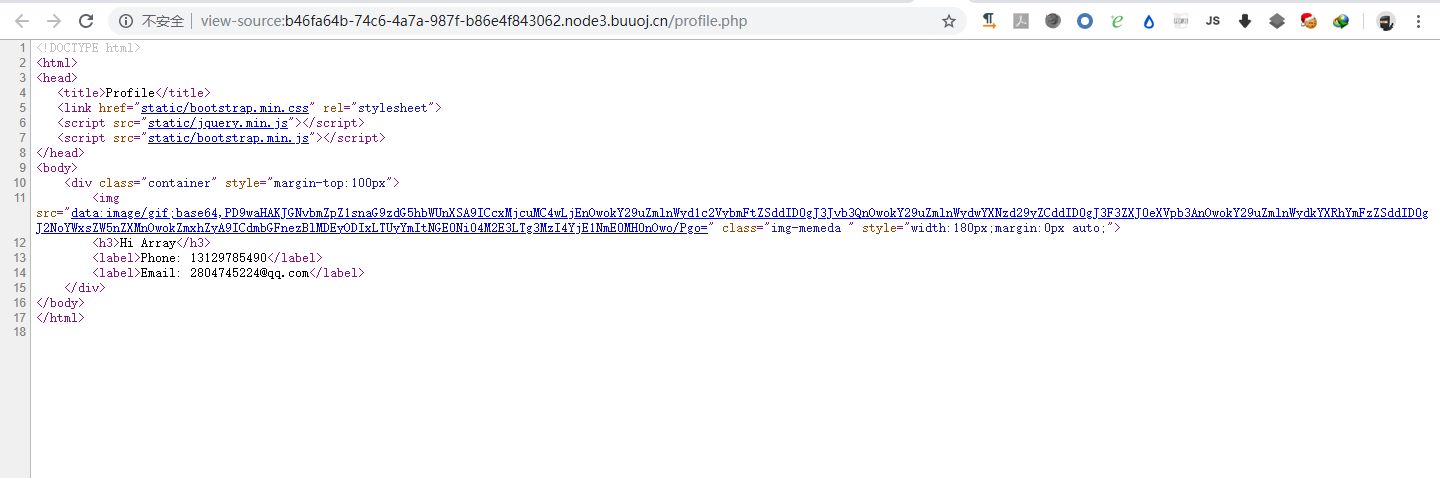 不安全 view-source:b46fa64b-74c6-4a7a-987f-b86e4f843062.node3.buuoj.cn/profile.php
JS
1 <!DOCTYPE html>
2 <html>
3 <head>
4 <title>Profile</title>
5 <link href="static/bootstrap.min.css" rel="stylesheet">
6 <script src="static/jquery.min.js"></script>
7 <script src="static/bootstrap.min.js"></script>
8 </head>
9 <body>
10 <div class="container" style="margin-top:100px">
11 <img
src="data:image/gif;base64,PD9waHAKJGNvbmZpZ1snaG9zdG5hbWUnXSA9ICcxMjcuMC4wLjEnOwokY29uZmlnWyd1c2VybmFtZSddID0gJ3Jvb3QnOwokY29uZmlnWydwYXNzd29yZCddID0gJ3F3ZXJ0eXVpb3AnOwokY29uZmlnWydkYXRhYmFzZSddID0g
J2NoYWxsZW5nZXMnOwokZmxhZyA9ICdmbGFnezBlMDEyODIxLTUyYmItNGE0Ni04M2E3LTg3MzI4YjE1NmE0MH0nOwo/Pgo=" class="img-memeda " style="width:180px;margin:0px auto;">
12 <h3>Hi Array</h3>
13 <label>Phone: 13129785490</label>
14 <label>Email: 2804745224@qq.com</label>
15 </div>
16 </body>
17 </html>
18